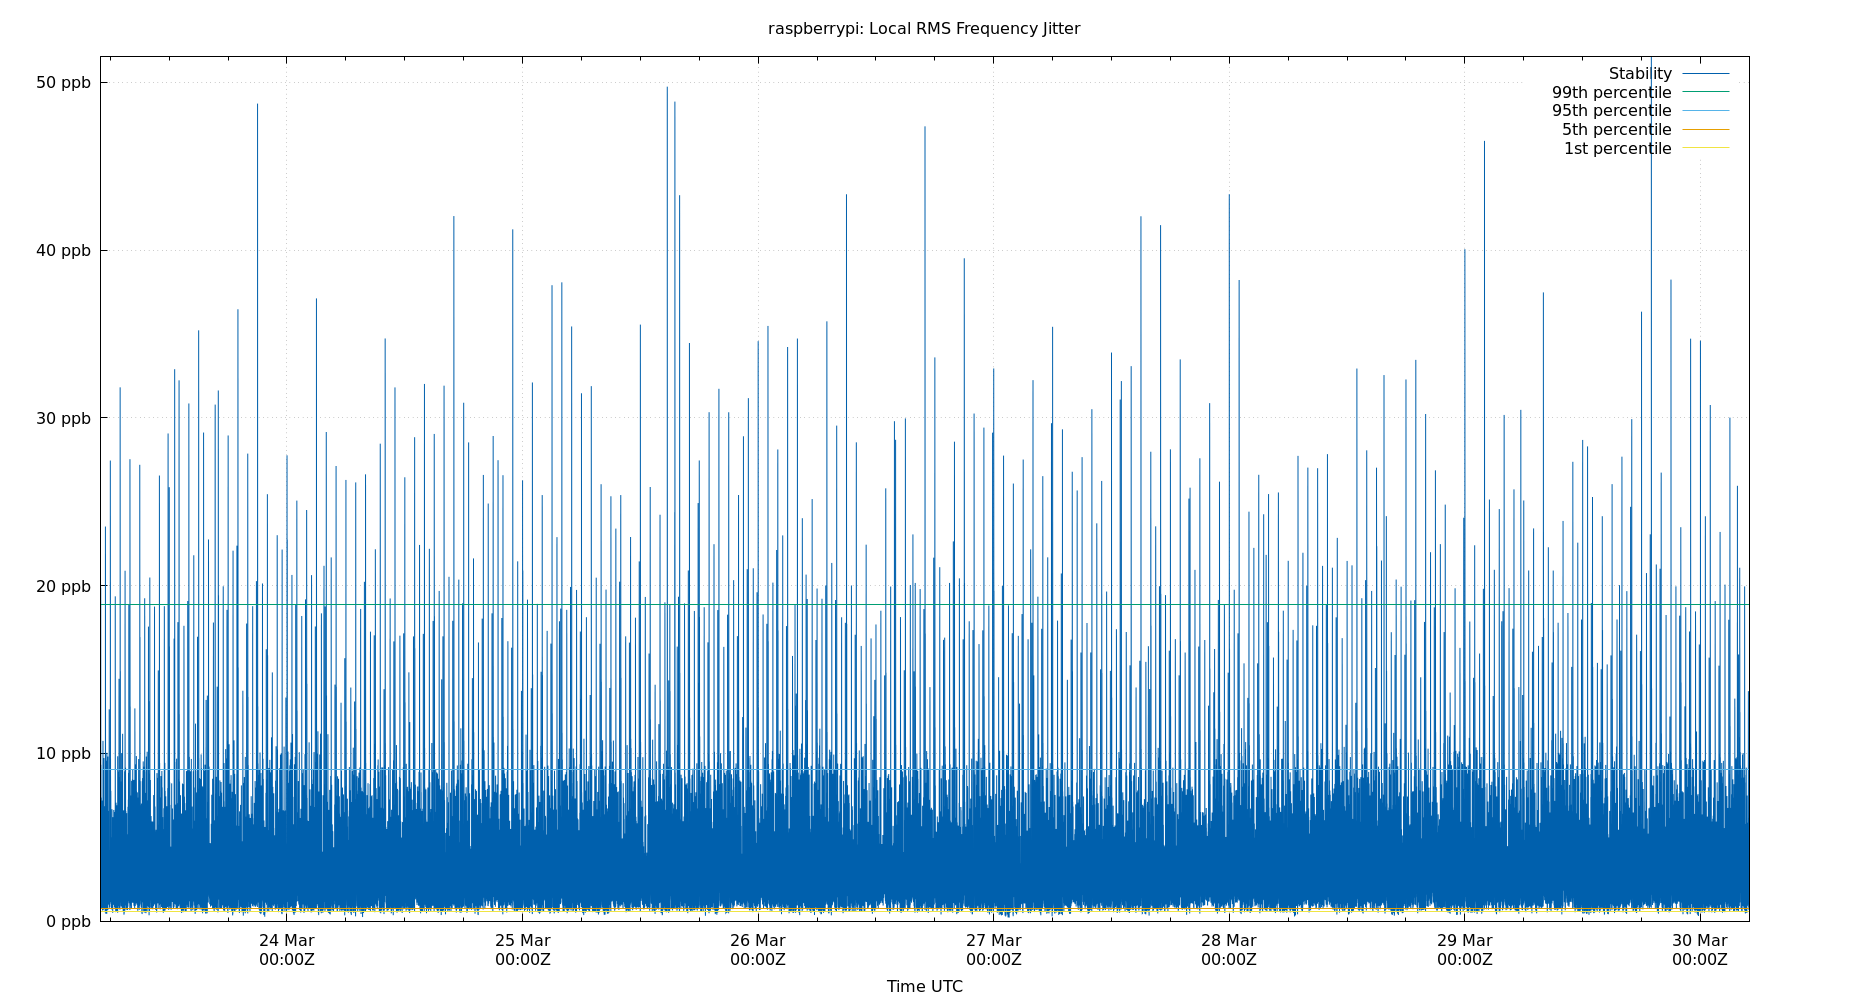 raspberrypi: Local RMS Frequency Jitter
50 ppb
40 ppb
30 ppb
20 ppb
10 ppb
0 ppb
Stability
99th percentile
95th percentile
5th percentile
1st percentile
24 Mar
00:00Z
25 Mar
00:00Z
26 Mar
00:00Z
27 Mar
00:00Z
28 Mar
00:00Z
29 Mar
00:00Z
30 Mar
00:00Z
Time UTC